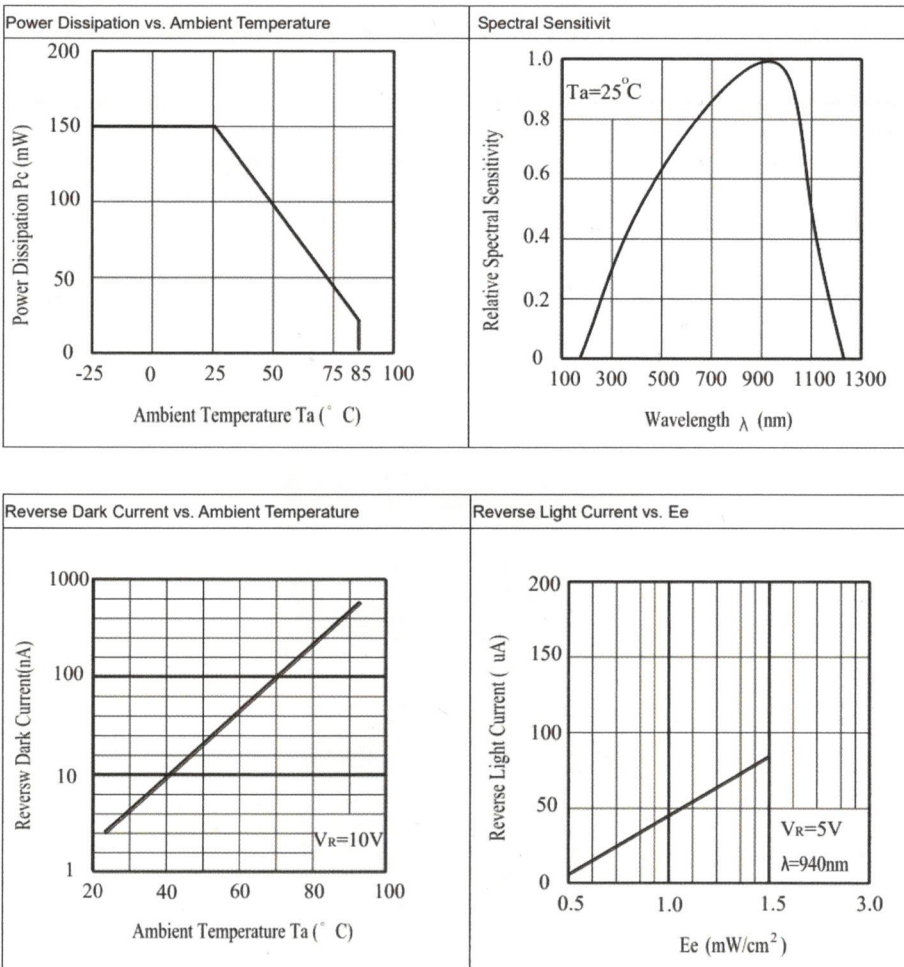 Power Dissipation vs. Ambient Temperature
Power Dissipation Pc (mW)
200
150
100
50
0
-25 0 25 50 75 85 100
Ambient Temperature Ta (° C)
Spectral Sensitivit
Relative Spectral Sensitivity
1.0
Ta=25°C
0.8
0.6
0.4
0.2
0
100 300 500 700 900 1100 1300
Wavelength λ (nm)
Reverse Dark Current vs. Ambient Temperature
Reversw Dark Current(nA)
1000
100
10
VR=10V
1
20 40 60 80 100
Ambient Temperature Ta (° C)
Reverse Light Current vs. Ee
Reverse Light Current ( uA)
200
150
100
50
VR=5V
λ=940nm
0
0.5 1.0 1.5 3.0
Ee (mW/cm²)